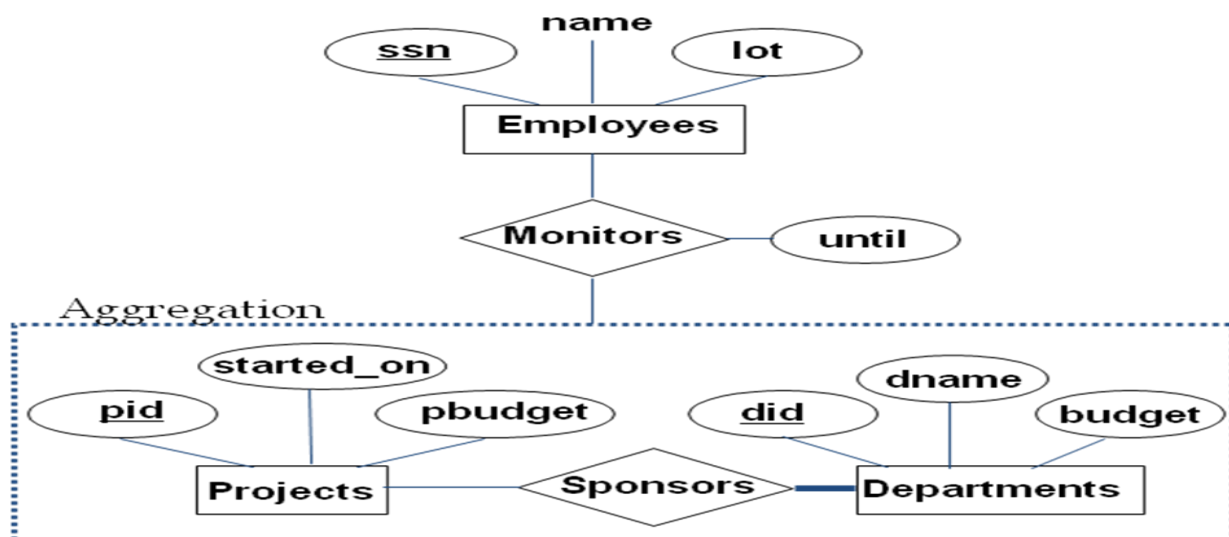 name
ssn
lot
Employees
Monitors
until
Aggregation
started_on
dname
pid
pbudget
did
budget
Projects
Sponsors
Departments